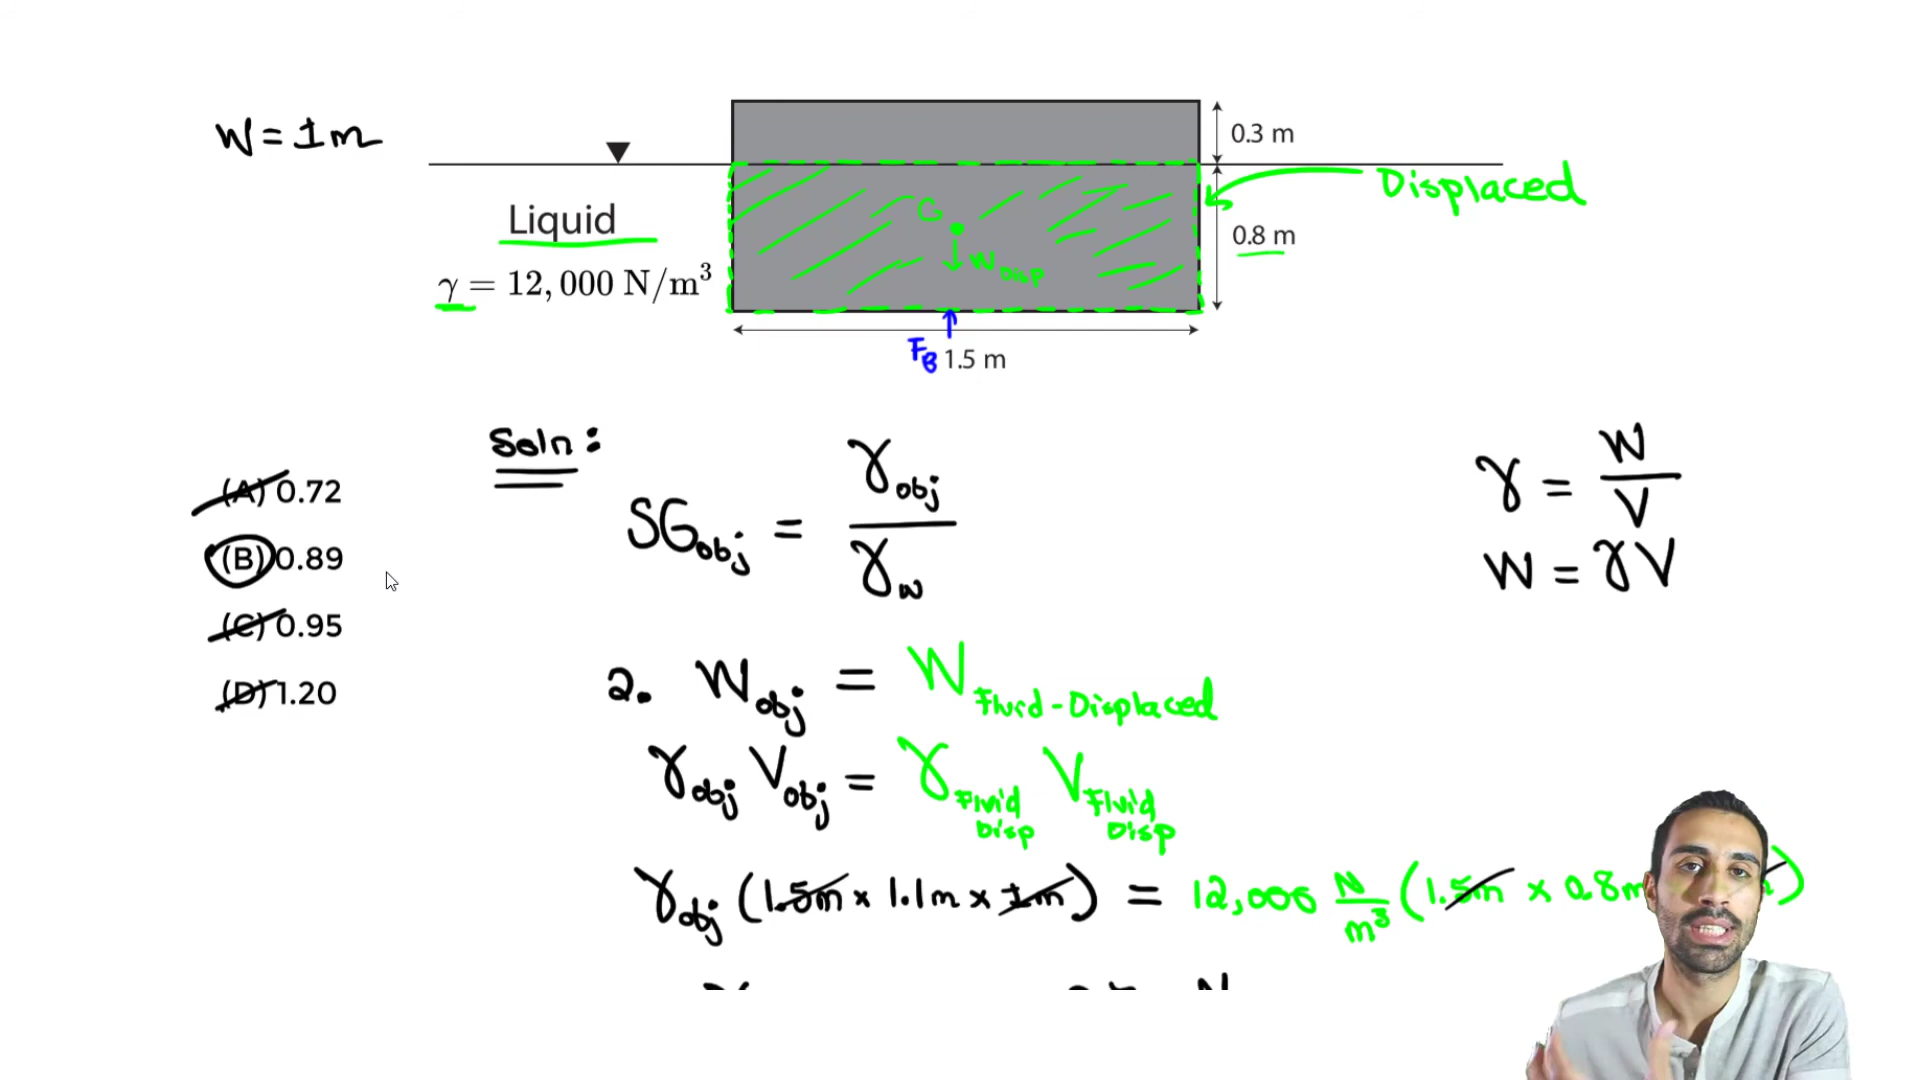 W = 1m
0.3 m
Displaced
Liquid
G
0.8 m
W Disp
γ = 12,000 N/m³
F_B 1.5 m
Soln:
SG_obj = γ_obj / γ_w
γ = W / V
W = γV
(A) 0.72
(B) 0.89
(C) 0.95
(D) 1.20
2. W_obj = W_Fluid-Displaced
γ_obj V_obj = γ_Fluid Disp V_Fluid Disp
γ_obj (1.5m x 1.1m x 1m) = 12,000 N/m³ (1.5m x 0.8m